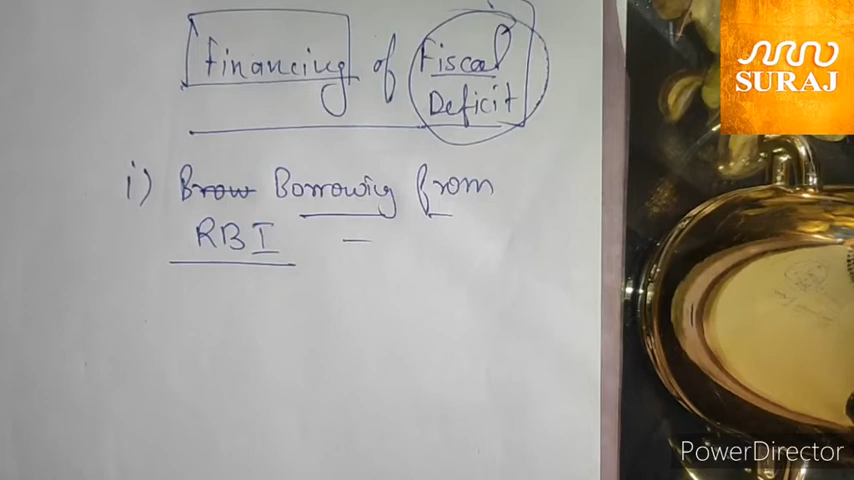 Financing of Fiscal
Deficit
i) Brow Borrowing from
RBI —
SURAJ
PowerDirector